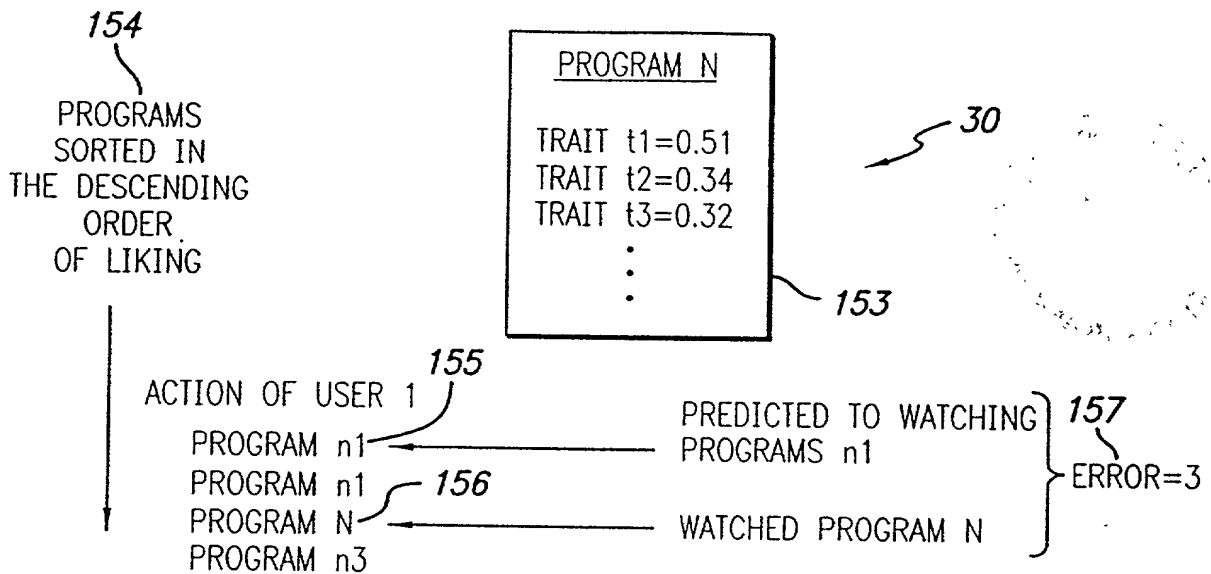 154
PROGRAMS
SORTED IN
THE DESCENDING
ORDER
OF LIKING
PROGRAM N
TRAIT t1=0.51
TRAIT t2=0.34
TRAIT t3=0.32
30
153
ACTION OF USER 1
155
PROGRAM n1
PROGRAM n1
PROGRAM N
156
PROGRAM n3
PREDICTED TO WATCHING
PROGRAMS n1
WATCHED PROGRAM N
157
ERROR=3